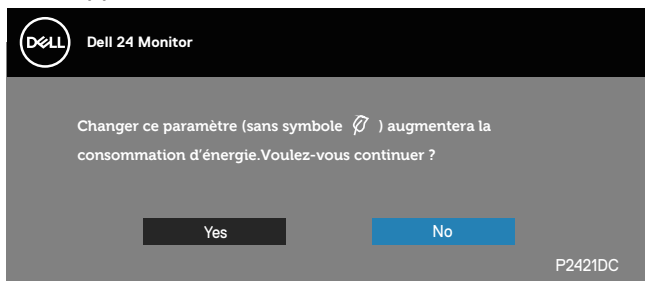 DELL
Dell 24 Monitor
Changer ce paramètre (sans symbole ) augmentera la
consommation d'énergie.Voulez-vous continuer ?
Yes
No
P2421DC